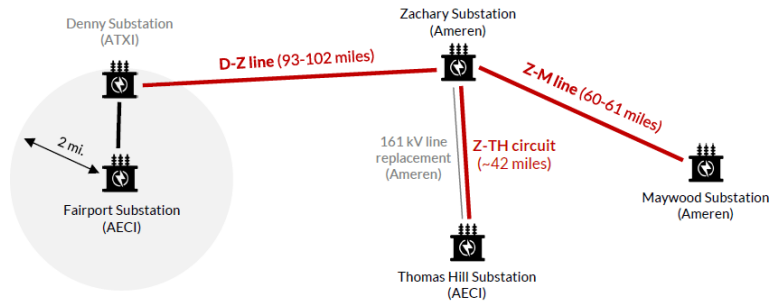 Denny Substation
(ATXI)
Zachary Substation
(Ameren)
D-Z line (93-102 miles)
Z-M line (60-61 miles)
2 mi.
161 kV line
replacement
(Ameren)
Z-TH circuit
(~42 miles)
Fairport Substation
(AECI)
Maywood Substation
(Ameren)
Thomas Hill Substation
(AECI)